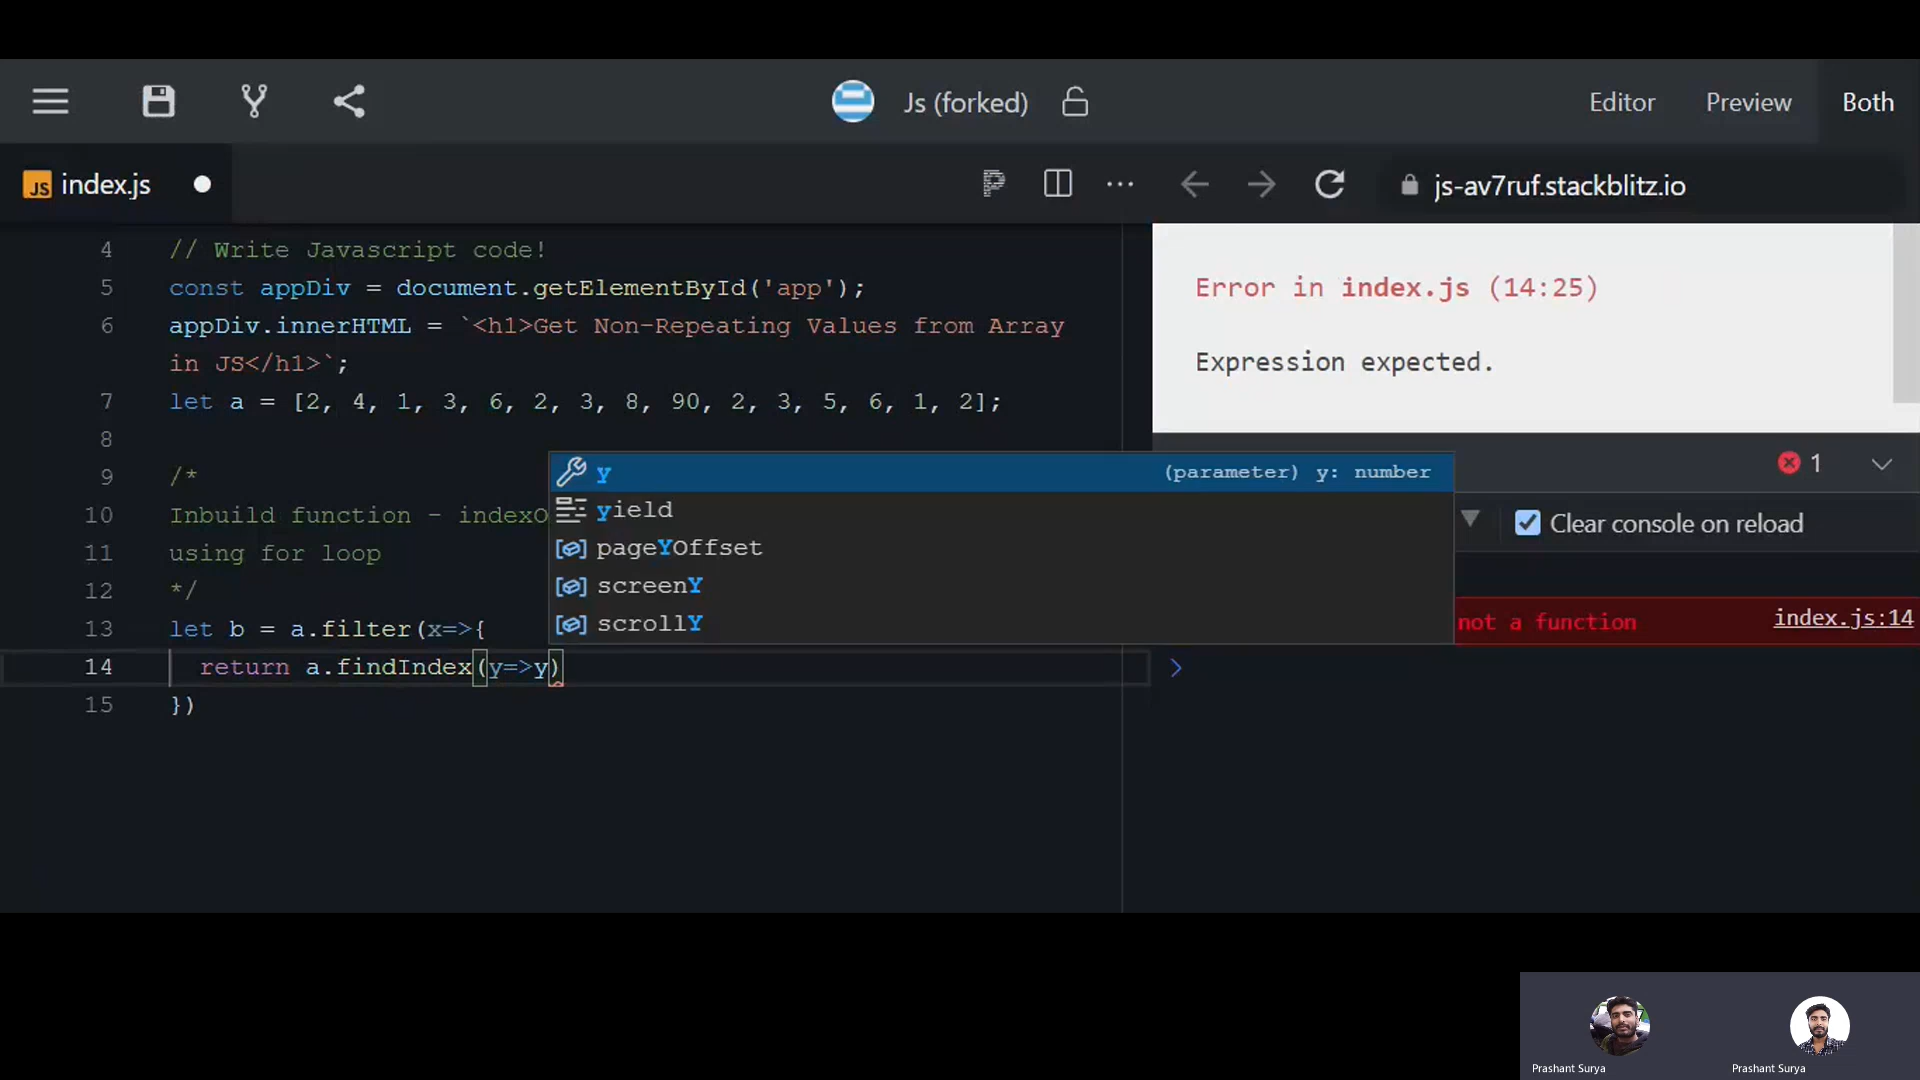 Js (forked)
Editor
Preview
Both
JS index.js
js-av7ruf.stackblitz.io
4 // Write Javascript code!
5 const appDiv = document.getElementById('app');
6 appDiv.innerHTML = `<h1>Get Non-Repeating Values from Array
in JS</h1>`;
7 let a = [2, 4, 1, 3, 6, 2, 3, 8, 90, 2, 3, 5, 6, 1, 2];
8
9 /*
10 Inbuild function - indexO
11 using for loop
12 */
13 let b = a.filter(x=>{
14 return a.findIndex(y=>y)
15 })
y (parameter) y: number
yield
pageYOffset
screenY
scrollY
Error in index.js (14:25)
Expression expected.
1
Clear console on reload
not a function index.js:14
Prashant Surya
Prashant Surya